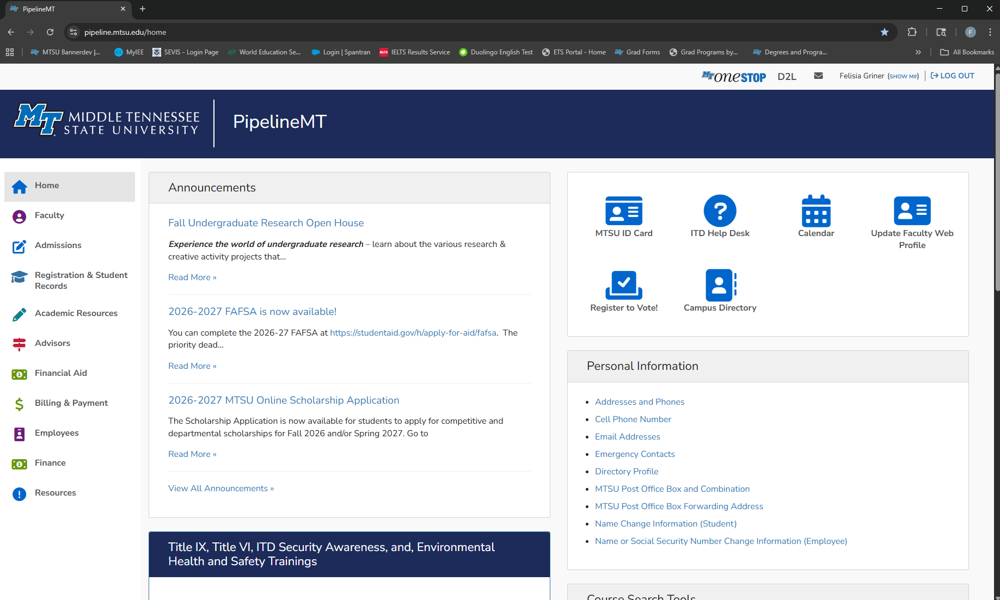 PipelineMT
pipeline.mtsu.edu/home
F
MTSU Bannerdev |...
MyIEE
SEVIS - Login Page
World Education Se...
Login | Spantran
IELTS Results Service
Duolingo English Test
ETS Portal - Home
Grad Forms
Grad Programs by...
Degrees and Progra...
All Bookmarks
MT one STOP
D2L
Felisia Griner (SHOW M#)
LOG OUT
MT
MIDDLE TENNESSEE
STATE UNIVERSITY
PipelineMT
Home
Faculty
Admissions
Registration & Student
Records
Academic Resources
Advisors
Financial Aid
Billing & Payment
Employees
Finance
Resources
Announcements
Fall Undergraduate Research Open House
Experience the world of undergraduate research – learn about the various research &
creative activity projects that...
Read More »
2026-2027 FAFSA is now available!
You can complete the 2026-27 FAFSA at https://studentaid.gov/h/apply-for-aid/fafsa. The
priority dead...
Read More »
2026-2027 MTSU Online Scholarship Application
The Scholarship Application is now available for students to apply for competitive and
departmental scholarships for Fall 2026 and/or Spring 2027. Go to
Read More »
View All Announcements »
Title IX, Title VI, ITD Security Awareness, and, Environmental
Health and Safety Trainings
MTSU ID Card
ITD Help Desk
Calendar
Update Faculty Web
Profile
Register to Vote!
Campus Directory
Personal Information
Addresses and Phones
Cell Phone Number
Email Addresses
Emergency Contacts
Directory Profile
MTSU Post Office Box and Combination
MTSU Post Office Box Forwarding Address
Name Change Information (Student)
Name or Social Security Number Change Information (Employee)
Course Search Tools